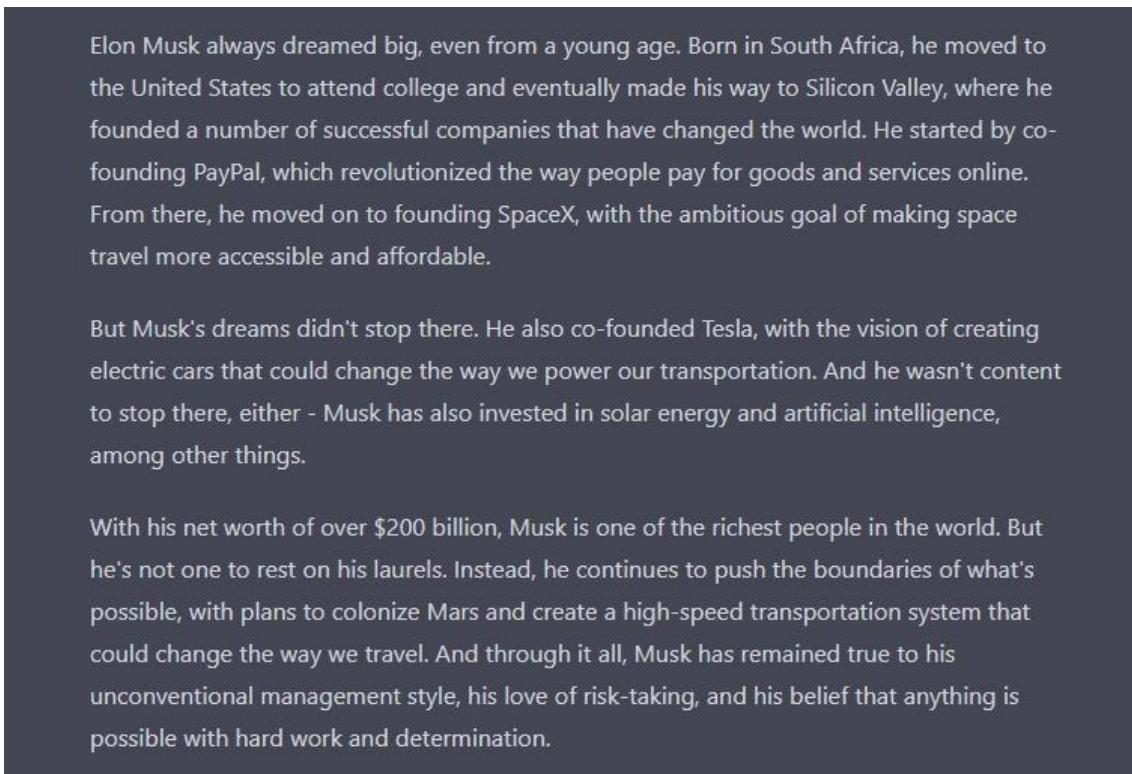 Elon Musk always dreamed big, even from a young age. Born in South Africa, he moved to
the United States to attend college and eventually made his way to Silicon Valley, where he
founded a number of successful companies that have changed the world. He started by co-
founding PayPal, which revolutionized the way people pay for goods and services online.
From there, he moved on to founding SpaceX, with the ambitious goal of making space
travel more accessible and affordable.
But Musk's dreams didn't stop there. He also co-founded Tesla, with the vision of creating
electric cars that could change the way we power our transportation. And he wasn't content
to stop there, either - Musk has also invested in solar energy and artificial intelligence,
among other things.
With his net worth of over $200 billion, Musk is one of the richest people in the world. But
he's not one to rest on his laurels. Instead, he continues to push the boundaries of what's
possible, with plans to colonize Mars and create a high-speed transportation system that
could change the way we travel. And through it all, Musk has remained true to his
unconventional management style, his love of risk-taking, and his belief that anything is
possible with hard work and determination.